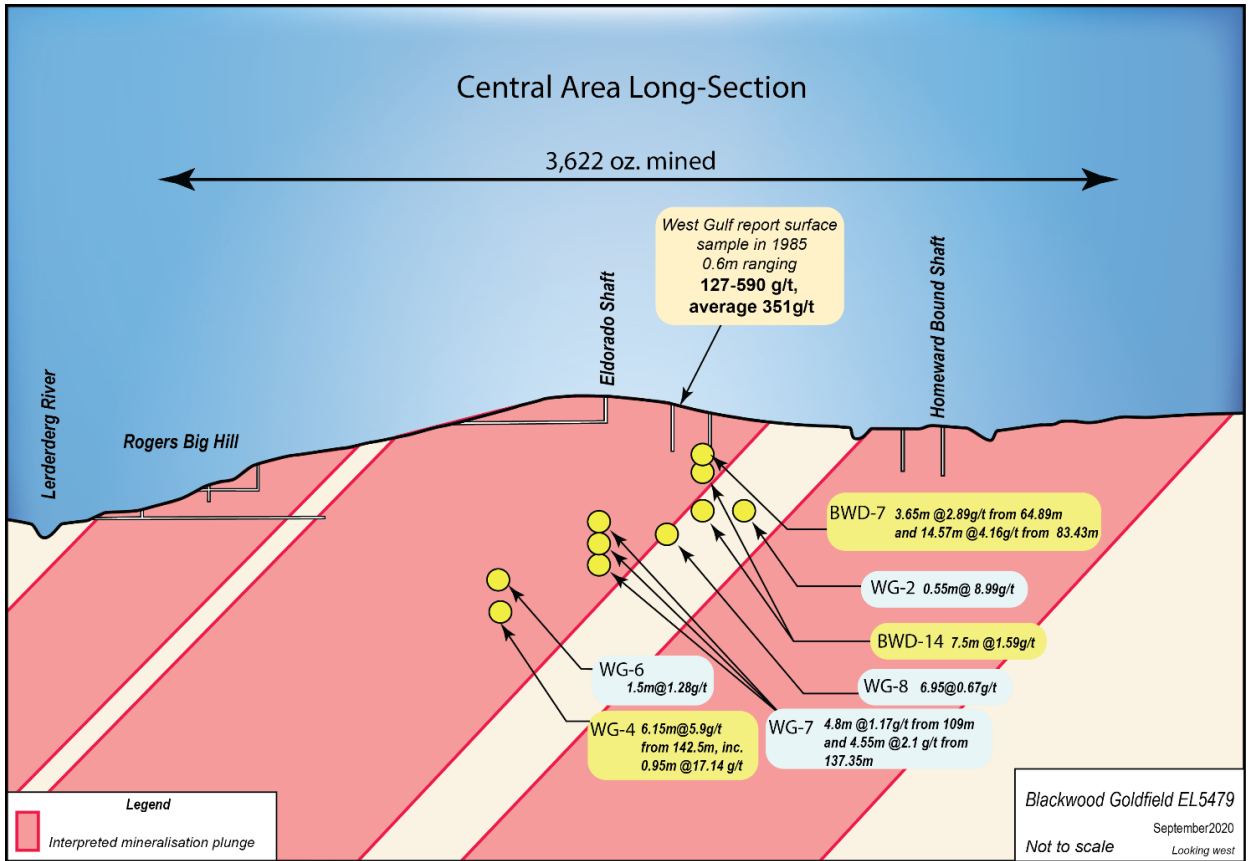 Central Area Long-Section
3,622 oz. mined
West Gulf report surface
sample in 1985
0.6m ranging
127-590 g/t,
average 351g/t
Lerderderg River
Rogers Big Hill
Eldorado Shaft
Homeward Bound Shaft
BWD-7 3.65m @2.89g/t from 64.89m
and 14.57m @4.16g/t from 83.43m
WG-2 0.55m@ 8.99g/t
BWD-14 7.5m @1.59g/t
WG-6
1.5m@1.28g/t
WG-8 6.95@0.67g/t
WG-4 6.15m@5.9g/t
from 142.5m, inc.
0.95m @17.14 g/t
WG-7 4.8m @1.17g/t from 109m
and 4.55m @2.1 g/t from
137.35m
Legend
Interpreted mineralisation plunge
Blackwood Goldfield EL5479
September2020
Not to scale Looking west